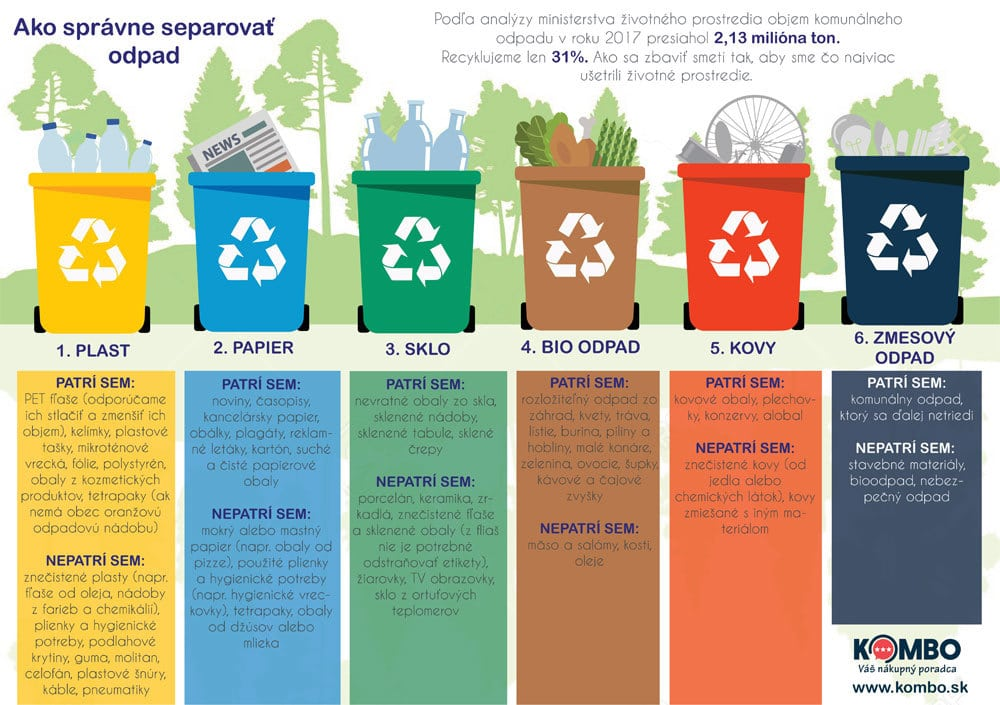 Ako správne separovať
odpad
Podľa analýzy ministerstva životného prostredia objem komunálneho
odpadu v roku 2017 presiahol 2,13 milióna ton.
Recyklujeme len 31%. Ako sa zbaviť smetí tak, aby sme čo najviac
ušetrili životné prostredie.
NEWS
1. PLAST
PATRÍ SEM:
PET fľaše (odporúčame
ich stlačiť a zmenšiť ich
objem), kelímky, plastové
tašky, mikroténové
vrecká, fólie, polystyrén,
obaly z kozmetických
produktov, tetrapaky (ak
nemá obec oranžovú
odpadovú nádobu)
NEPATRÍ SEM:
znečistené plasty (napr.
fľaše od oleja, nádoby
z farieb a chemikálií),
plienky a hygienické
potreby, podlahové
krytiny, guma, molitan,
celofán, plastové šnúry,
káble, pneumatiky
2. PAPIER
PATRÍ SEM:
noviny, časopisy,
kancelársky papier,
obálky, plagáty, reklam-
né letáky, kartón, suché
a čisté papierové
obaly
NEPATRÍ SEM:
mokrý alebo mastný
papier (napr. obaly od
pizze), použité plienky
a hygienické potreby
(napr. hygienické vrec-
kovky), tetrapaky, obaly
od džúsov alebo
mlieka
3. SKLO
PATRÍ SEM:
nevratné obaly zo skla,
sklenené nádoby,
sklenené tabule, sklené
črepy
NEPATRÍ SEM:
porcelán, keramika, zr-
kadlá, znečistené fľaše
a sklenené obaly (z fliaš
nie je potrebné
odstraňovať etikety),
žiarovky, TV obrazovky,
sklo z ortuťových
teplomerov
4. BIO ODPAD
PATRÍ SEM:
rozložiteľný odpad zo
záhrad, kvety, tráva,
lístie, burina, piliny a
hobliny, malé konáre,
zelenina, ovocie, šupky,
kávové a čajové
zvyšky
NEPATRÍ SEM:
mäso a salámy, kosti,
oleje
5. KOVY
PATRÍ SEM:
kovové obaly, plechov-
ky, konzervy, alobal
NEPATRÍ SEM:
znečistené kovy (od
jedla alebo
chemických látok), kovy
zmiešané s iným ma-
teriálom
6. ZMESOVÝ
ODPAD
PATRÍ SEM:
komunálny odpad,
ktorý sa ďalej netriedi
NEPATRÍ SEM:
stavebné materiály,
bioodpad, nebez-
pečný odpad
KOMBO
Váš nákupný poradca
www.kombo.sk